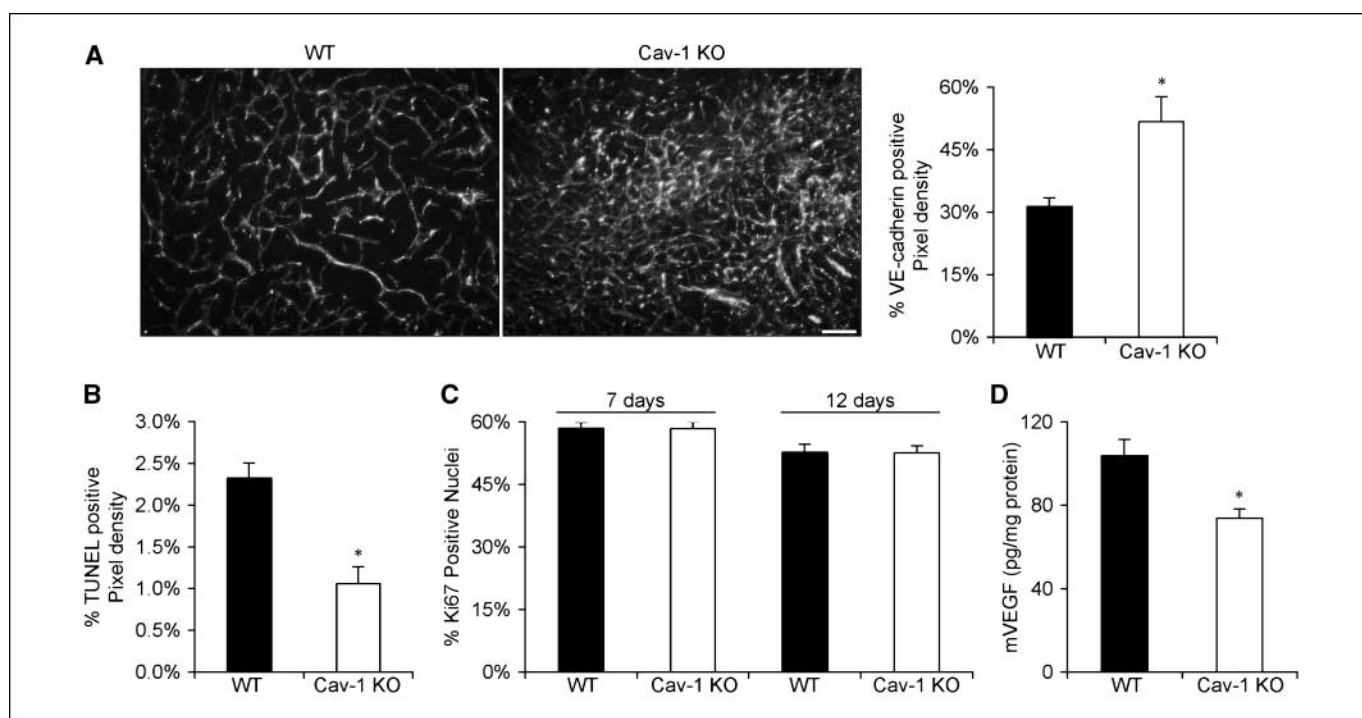 A
WT
Cav-1 KO
% VE-cadherin positive
Pixel density
60%
45%
30%
15%
0%
*
WT
Cav-1 KO
B
% TUNEL positive
Pixel density
3.0%
2.5%
2.0%
1.5%
1.0%
0.5%
0.0%
*
WT
Cav-1 KO
C
7 days
12 days
% Ki67 Positive Nuclei
60%
45%
30%
15%
0%
WT
Cav-1 KO
WT
Cav-1 KO
D
mVEGF (pg/mg protein)
120
80
40
0
*
WT
Cav-1 KO